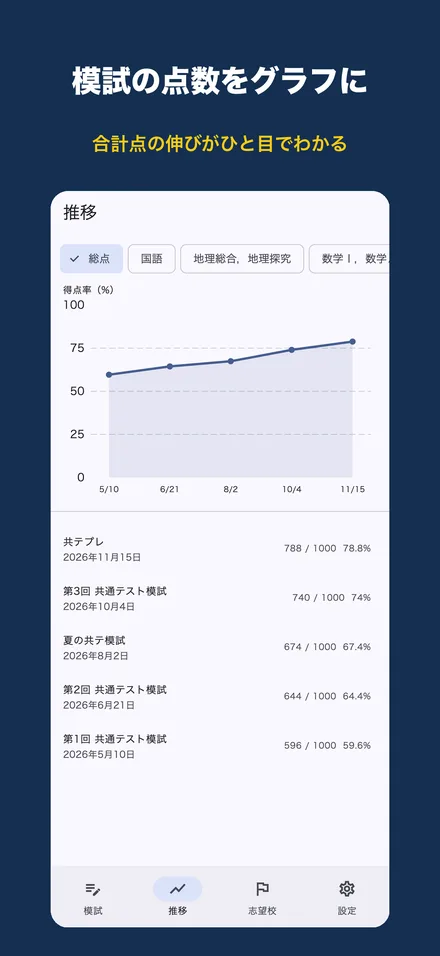 模試の点数をグラフに
合計点の伸びがひと目でわかる
推移
総点 国語 地理総合，地理探究 数学Ⅰ，数学
得点率（%）
100
75
50
25
0
5/10 6/21 8/2 10/4 11/15
共テプレ
2026年11月15日
788 / 1000 78.8%
第3回 共通テスト模試
2026年10月4日
740 / 1000 74%
夏の共テ模試
2026年8月2日
674 / 1000 67.4%
第2回 共通テスト模試
2026年6月21日
644 / 1000 64.4%
第1回 共通テスト模試
2026年5月10日
596 / 1000 59.6%
模試 推移 志望校 設定